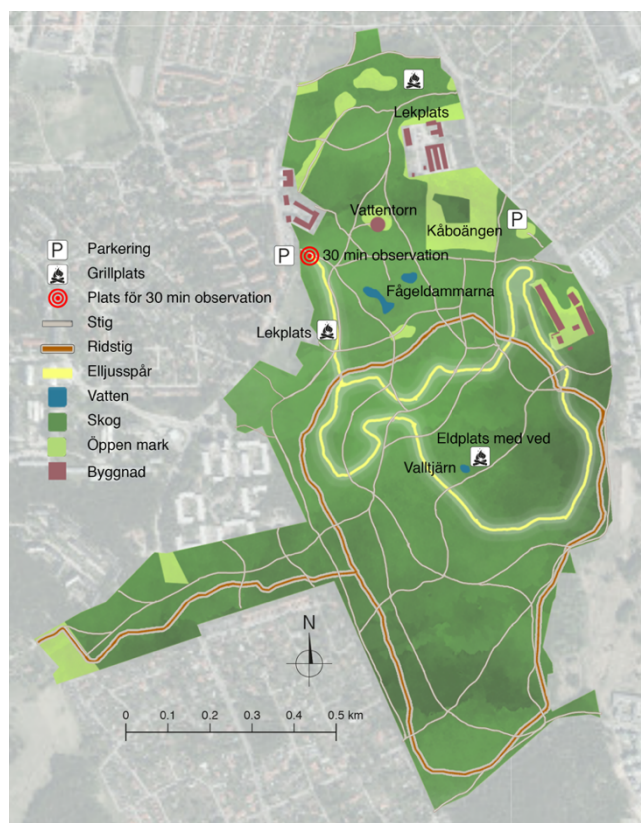 Lekplats
Vattentorn
Kåboängen
P
P
30 min observation
Fågeldammarna
Lekplats
Eldplats med ved
Valltjärn
P Parkering
Grillplats
Plats för 30 min observation
Stig
Ridstig
Elljusspår
Vatten
Skog
Öppen mark
Byggnad
N
0 0.1 0.2 0.3 0.4 0.5 km